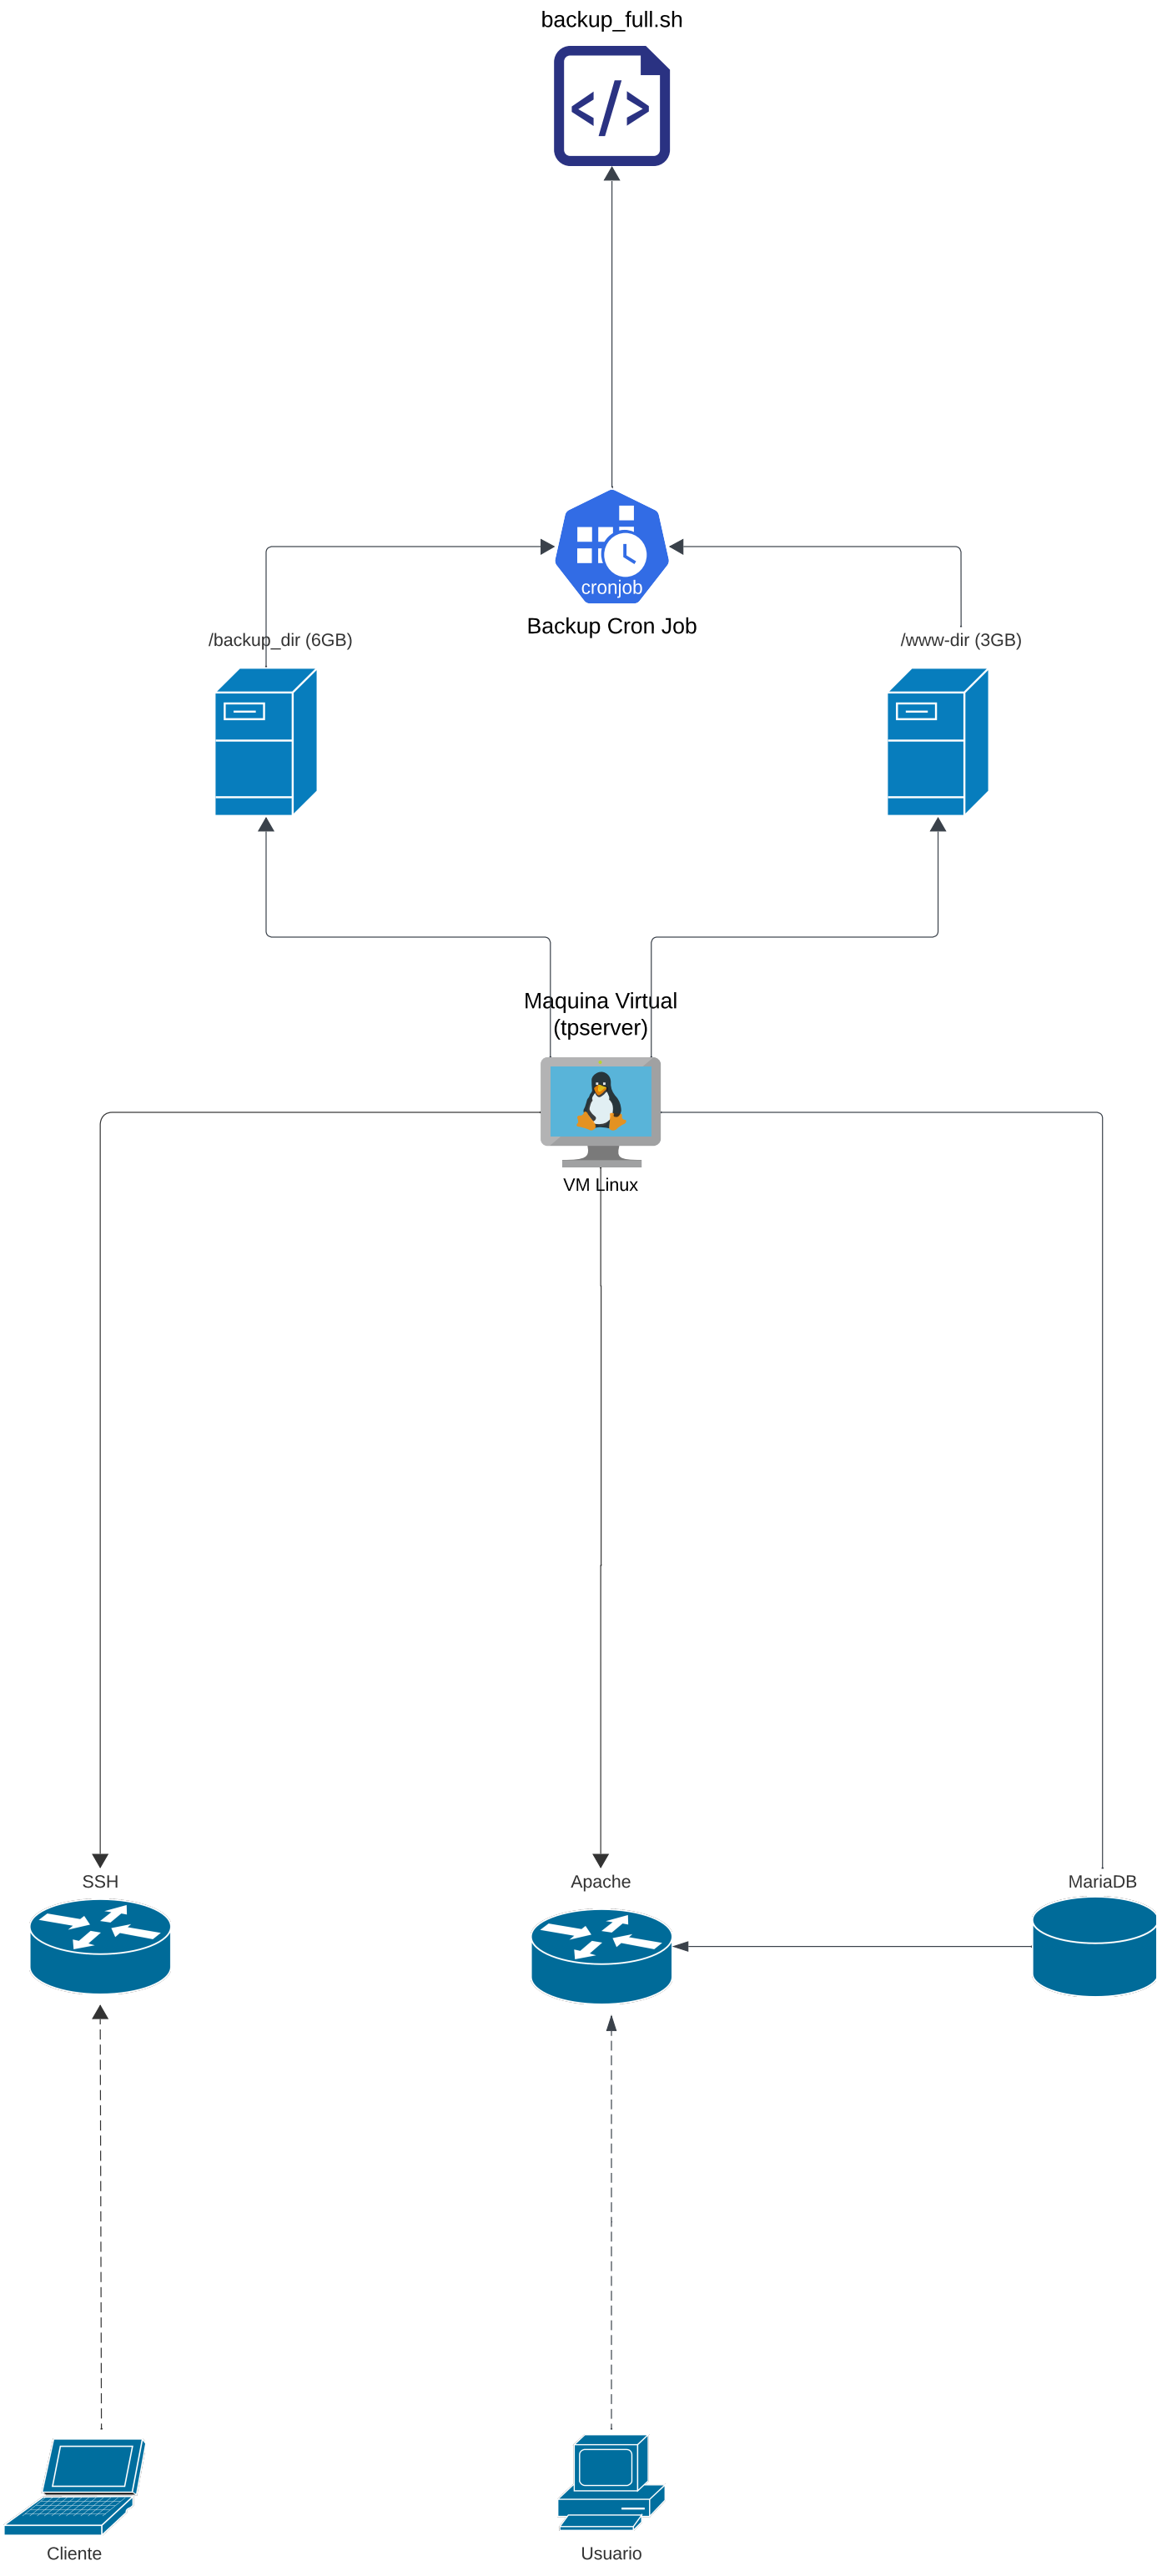 backup_full.sh
</>
cronjob
Backup Cron Job
/backup_dir (6GB)
/www-dir (3GB)
Maquina Virtual
(tpserver)
VM Linux
SSH
Apache
MariaDB
Cliente
Usuario